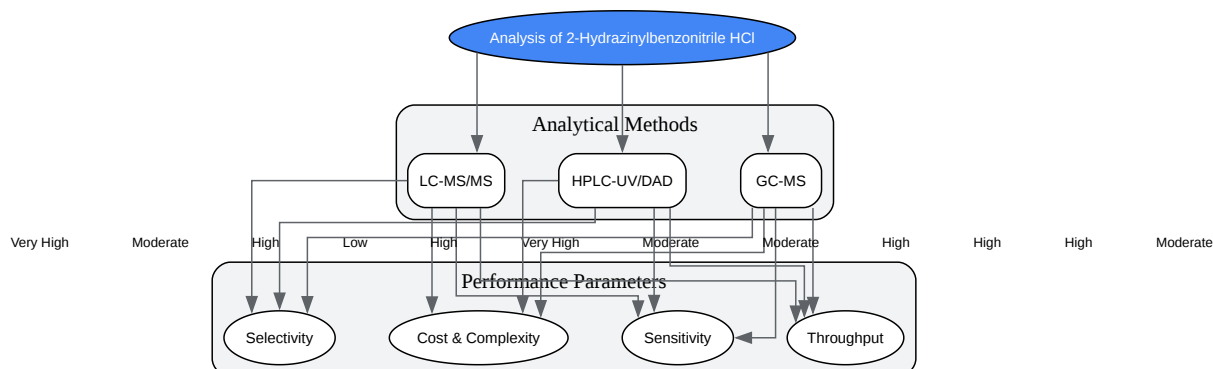 Analysis of 2-Hydrazinylbenzonitrile HCl
Analytical Methods
LC-MS/MS
HPLC-UV/DAD
GC-MS
Very High
Moderate
High
Low
High
Very High
Moderate
Moderate
High
High
High
Moderate
Performance Parameters
Selectivity
Cost & Complexity
Sensitivity
Throughput